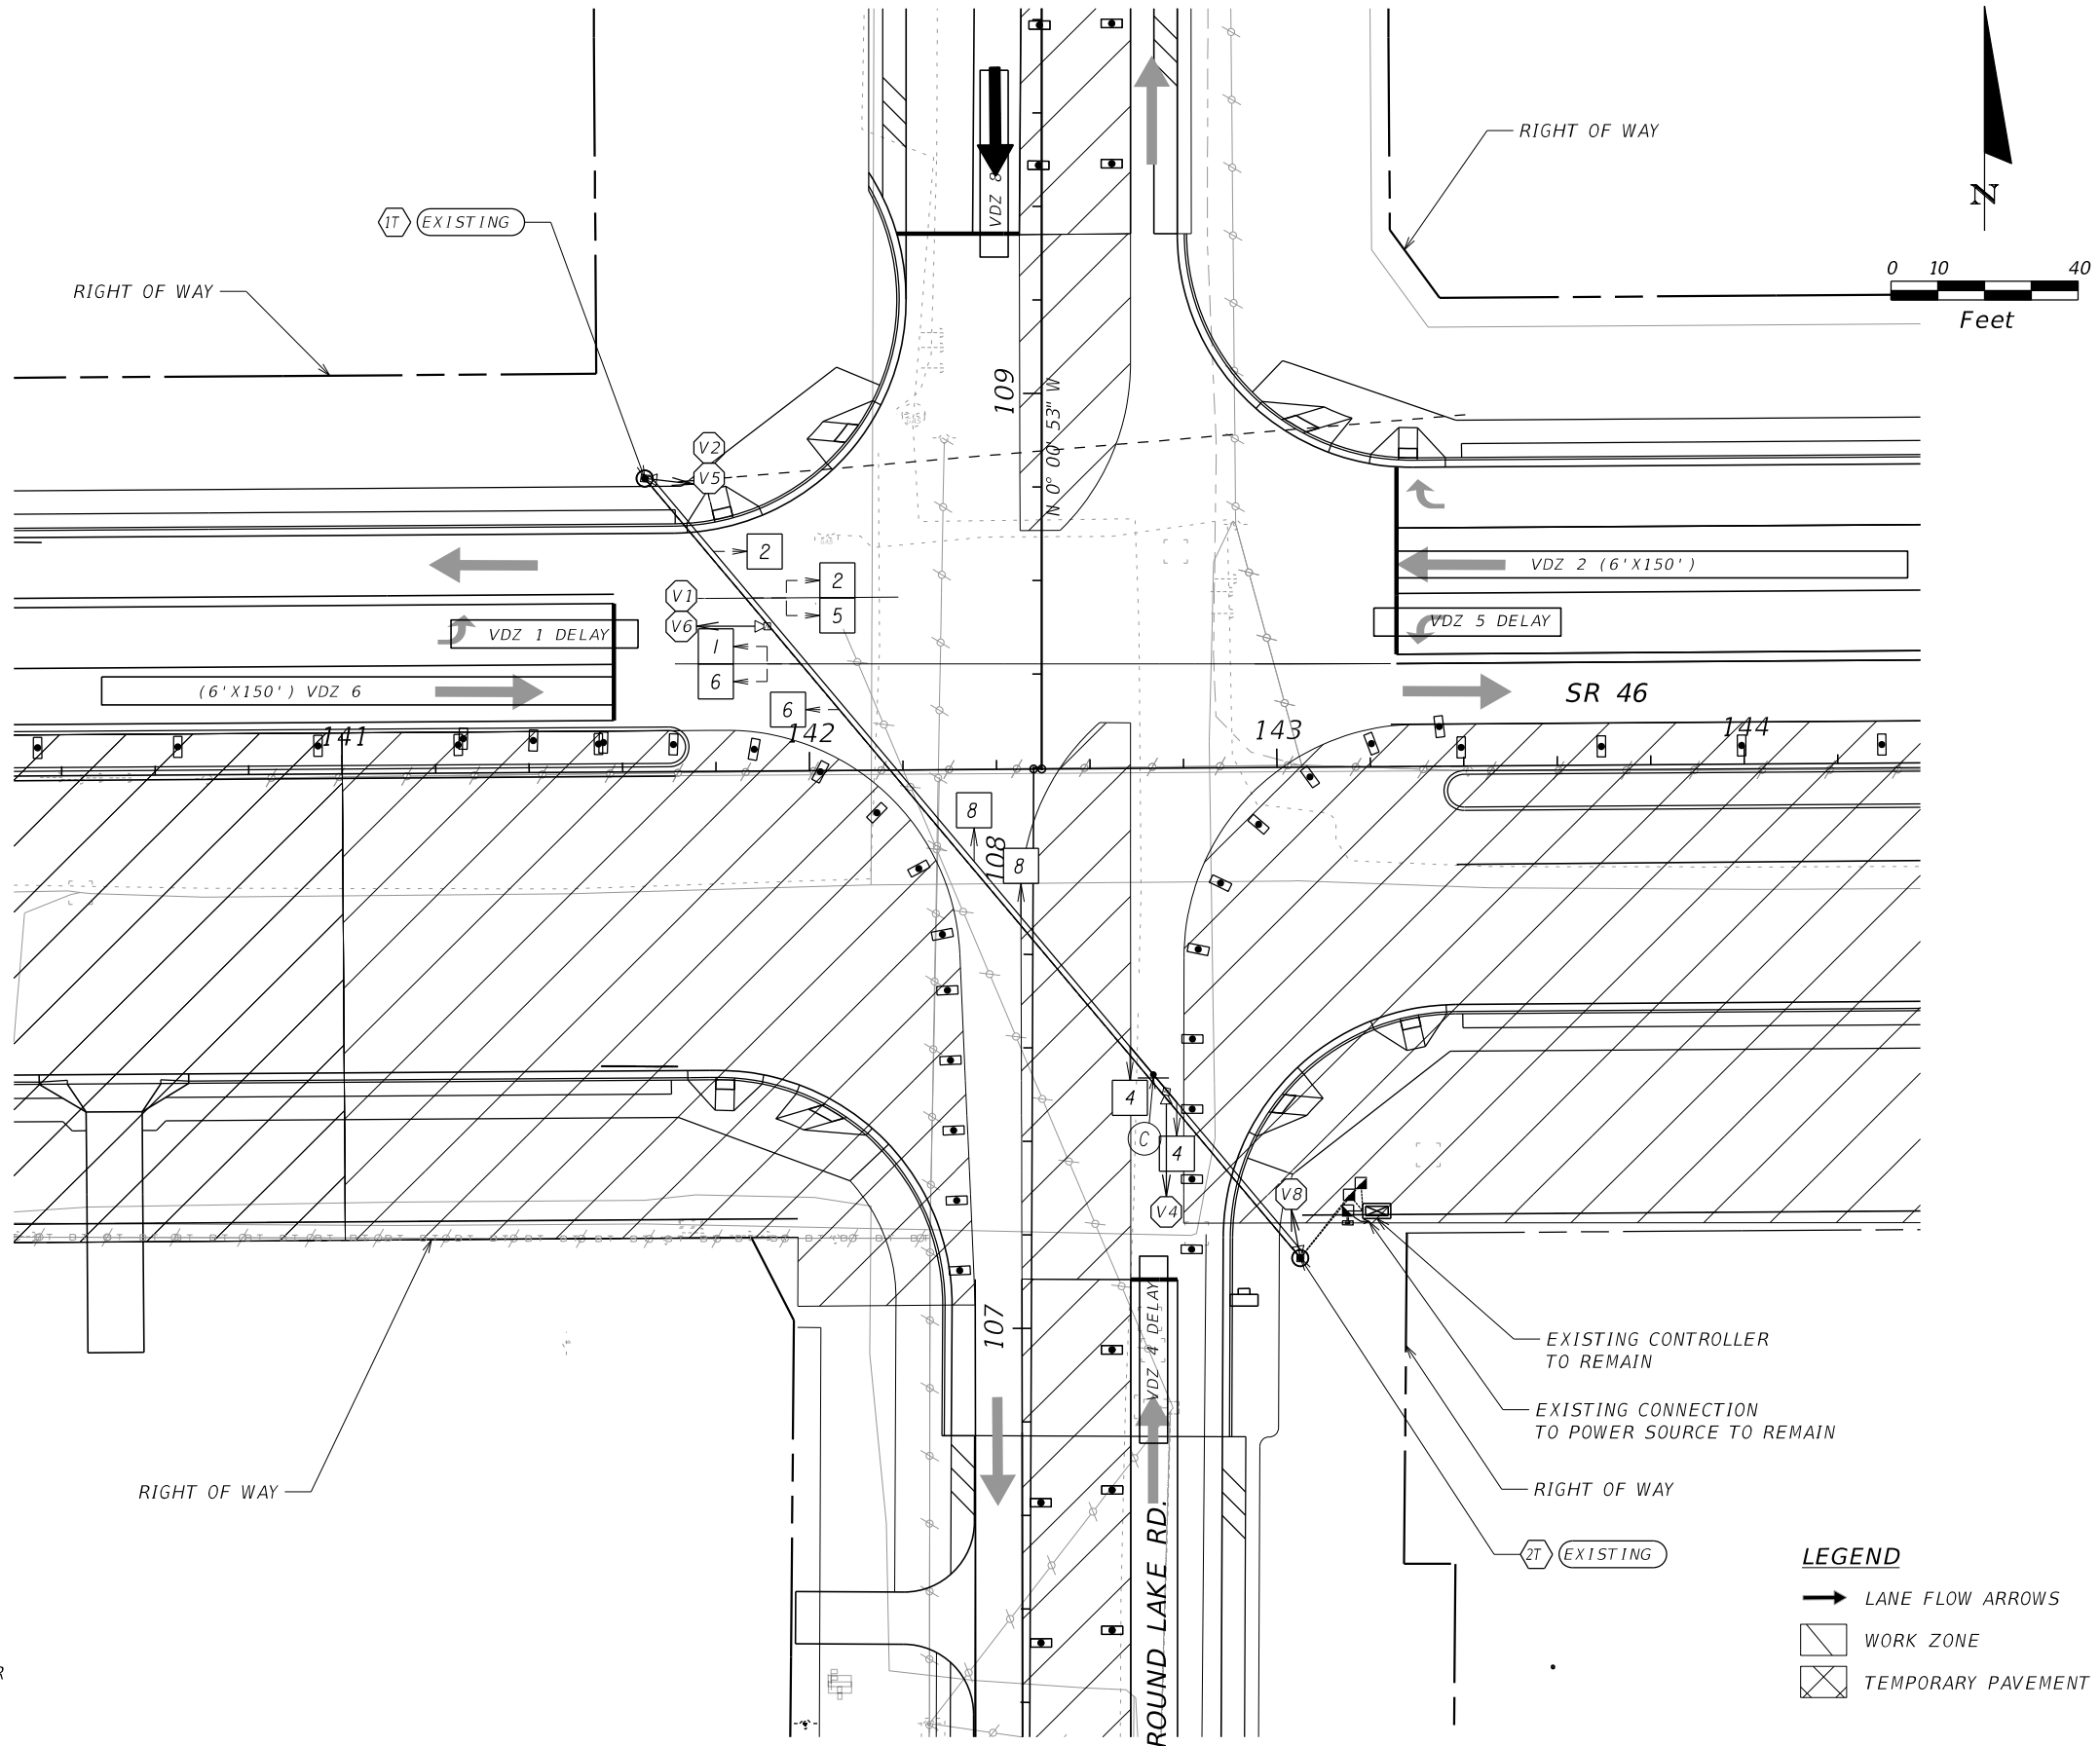 RIGHT OF WAY
VDZ 8
1T EXISTING
N
RIGHT OF WAY
0 10 40
Feet
109
N 0° 00' 53" W
V2
V5
2
2
5
V1
V6
1
6
6
VDZ 2 (6'X150')
VDZ 1 DELAY
VDZ 5 DELAY
(6'X150') VDZ 6
SR 46
141
142
143
144
8
108
8
4
C
4
V8
V4
107
VDZ 4 DELAY
EXISTING CONTROLLER
TO REMAIN
EXISTING CONNECTION
TO POWER SOURCE TO REMAIN
RIGHT OF WAY
RIGHT OF WAY
2T EXISTING
ROUND LAKE RD.
LEGEND
LANE FLOW ARROWS
WORK ZONE
TEMPORARY PAVEMENT
R